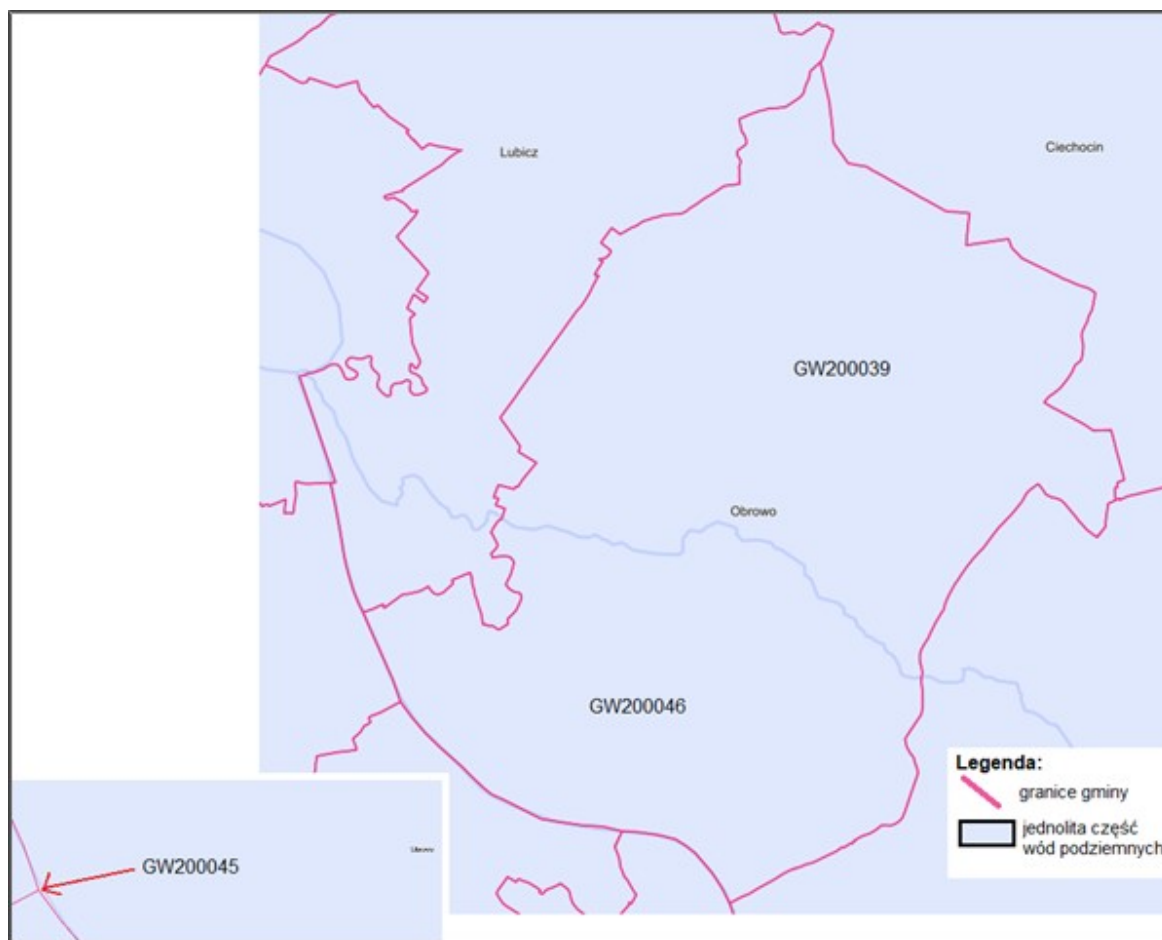 Lubicz
Ciechocin
GW200039
Obrowo
GW200046
Legenda:
granice gminy
jednolita część
wód podziemnych
GW200045